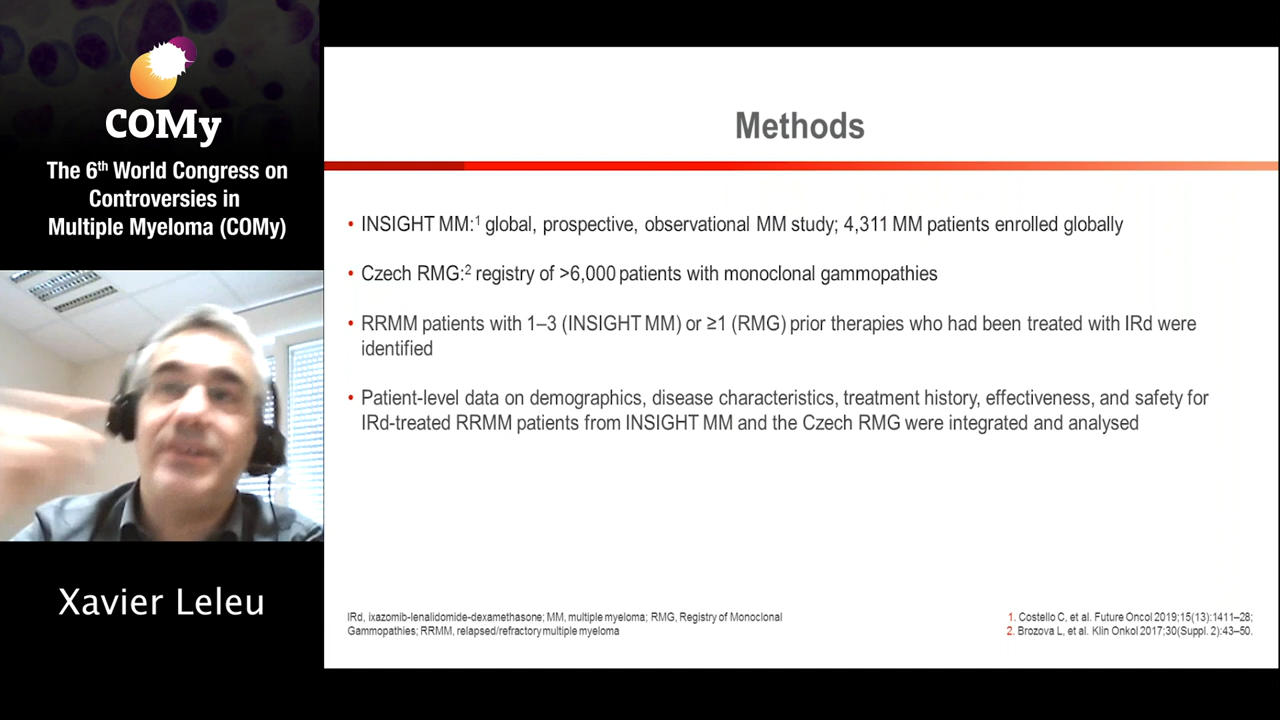 COMy
The 6th World Congress on
Controversies in
Multiple Myeloma (COMy)
Xavier Leleu
Methods
• INSIGHT MM:1 global, prospective, observational MM study; 4,311 MM patients enrolled globally
• Czech RMG:2 registry of >6,000 patients with monoclonal gammopathies
• RRMM patients with 1–3 (INSIGHT MM) or ≥1 (RMG) prior therapies who had been treated with IRd were
identified
• Patient-level data on demographics, disease characteristics, treatment history, effectiveness, and safety for
IRd-treated RRMM patients from INSIGHT MM and the Czech RMG were integrated and analysed
IRd, ixazomib-lenalidomide-dexamethasone; MM, multiple myeloma; RMG, Registry of Monoclonal
Gammopathies; RRMM, relapsed/refractory multiple myeloma
1. Costello C, et al. Future Oncol 2019;15(13):1411–28;
2. Brozova L, et al. Klin Onkol 2017;30(Suppl. 2):43–50.